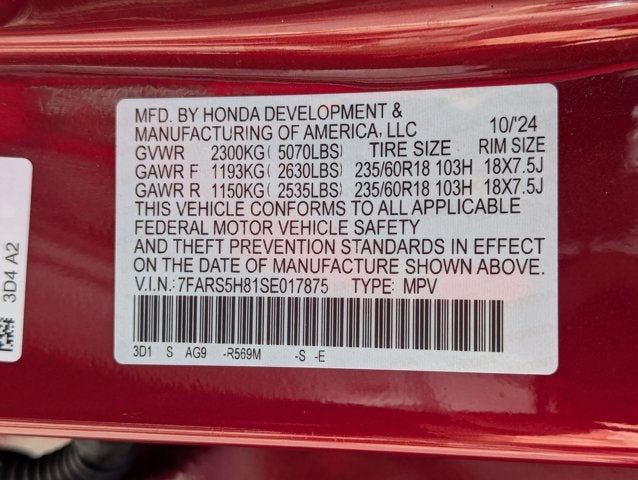 MFD. BY HONDA DEVELOPMENT &
MANUFACTURING OF AMERICA, LLC 10/'24
GVWR 2300KG ( 5070LBS) TIRE SIZE RIM SIZE
GAWR F 1193KG ( 2630LBS) 235/60R18 103H 18X7.5J
GAWR R 1150KG ( 2535LBS) 235/60R18 103H 18X7.5J
THIS VEHICLE CONFORMS TO ALL APPLICABLE
FEDERAL MOTOR VEHICLE SAFETY
AND THEFT PREVENTION STANDARDS IN EFFECT
ON THE DATE OF MANUFACTURE SHOWN ABOVE.
V.I.N.: 7FARS5H81SE017875 TYPE: MPV
3D1 S AG9 -R569M -S -E
3D4 A2